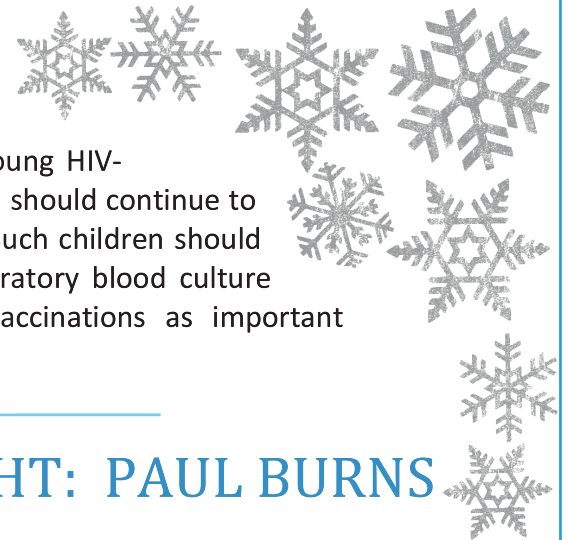 oung HIV-
should continue to
uch children should
ratory blood culture
accinations as important
HT: PAUL BURNS